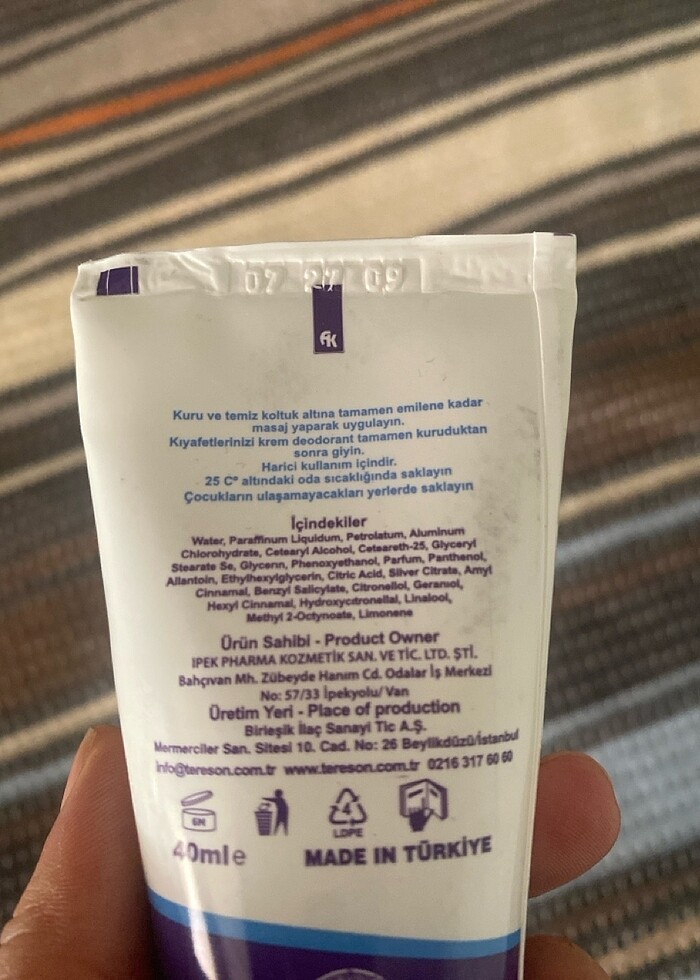 07 27 09
Kuru ve temiz koltuk altına tamamen emilene kadar
masaj yaparak uygulayın.
Kıyafetlerinizi krem deodorant tamamen kuruduktan
sonra giyin.
Harici kullanım içindir.
25 C° altındaki oda sıcaklığında saklayın
Çocukların ulaşamayacakları yerlerde saklayın
İçindekiler
Water, Paraffinum Liquidum, Petrolatum, Aluminum
Chlorohydrate, Cetearyl Alcohol, Ceteareth-25, Glyceryl
Stearate Se, Glycerın, Phenoxyethanol, Parfum, Panthenol,
Allantoin, Ethylhexylglycerin, Citric Acid, Silver Citrate, Amyl
Cinnamal, Benzyl Salicylate, Citronellol, Geraniol,
Hexyl Cinnamal, Hydroxycıtronellal, Linalool,
Methyl 2-Octynoate, Limonene
Ürün Sahibi - Product Owner
IPEK PHARMA KOZMETİK SAN. VE TİC. LTD. ŞTİ.
Bahçıvan Mh. Zübeyde Hanım Cd. Odalar İş Merkezi
No: 57/33 İpekyolu/ Van
Üretim Yeri - Place of production
Birleşik İlaç Sanayi Tic A.Ş.
Mermerciler San. Sitesi 10. Cad. No: 26 Beylikdüzü/İstanbul
info@tereson.com.tr www.tereson.com.tr 0216 317 60 60
6M
4
LDPE
40ml e
MADE IN TÜRKİYE